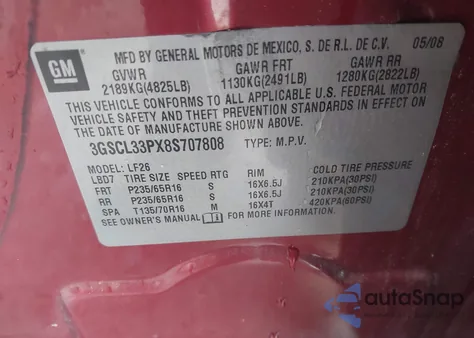 GM
MFD BY GENERAL MOTORS DE MEXICO, S. DE R.L. DE C.V. 05/08
GVWR GAWR FRT GAWR RR
2189KG(4825LB) 1130KG(2491LB) 1280KG(2822LB)
THIS VEHICLE CONFORMS TO ALL APPLICABLE U.S. FEDERAL MOTOR
VEHICLE SAFETY AND THEFT PREVENTION STANDARDS IN EFFECT ON
THE DATE OF MANUFACTURE SHOWN ABOVE.
3GSCL33PX8S707808 TYPE: M.P.V.
LF26
LBD7 TIRE SIZE SPEED RTG RIM COLD TIRE PRESSURE
FRT P235/65R16 S 16X6.5J 210KPA(30PSI)
RR P235/65R16 S 16X6.5J 210KPA(30PSI)
SPA T135/70R16 M 16X4T 420KPA(60PSI)
SEE OWNER'S MANUAL FOR MORE INFORMATION
autoSnap